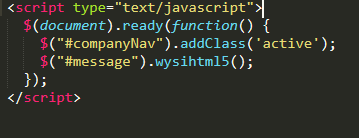 <script type="text/javascript">
  $(document).ready(function() {
    $("#companyNav").addClass('active');
    $("#message").wysihtml5();
  });
</script>